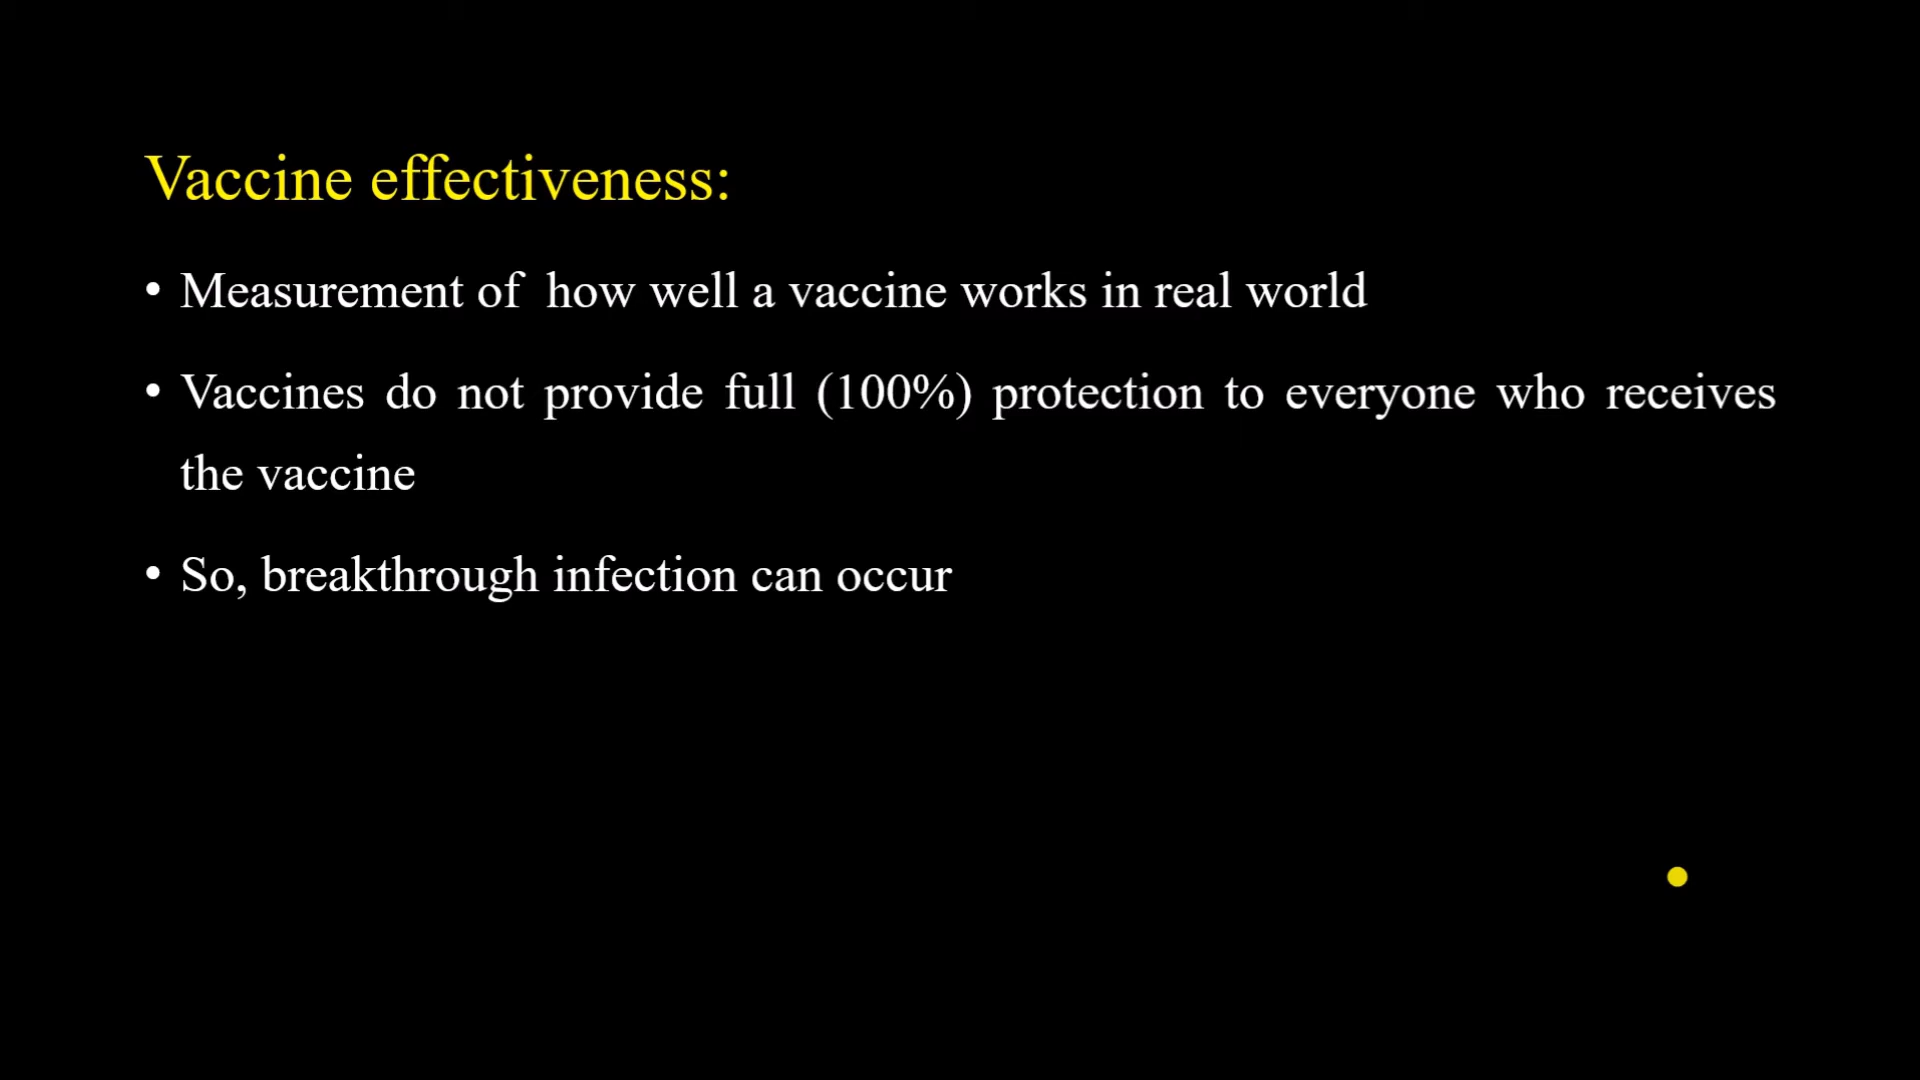 Vaccine effectiveness:
• Measurement of how well a vaccine works in real world
• Vaccines do not provide full (100%) protection to everyone who receives
the vaccine
• So, breakthrough infection can occur